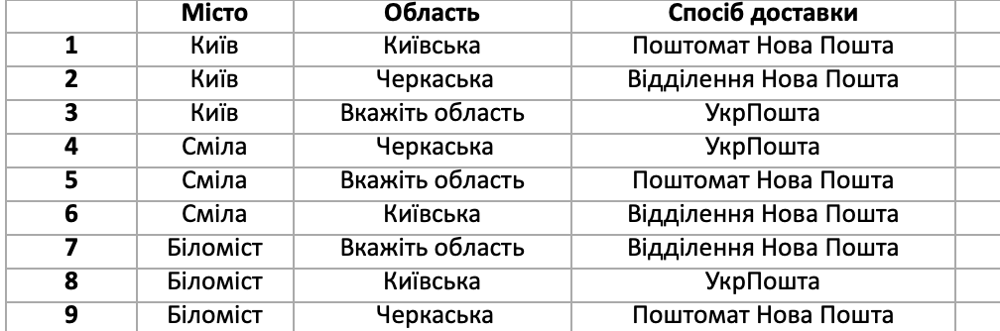 Місто Область Спосіб доставки
1 Київ Київська Поштомат Нова Пошта
2 Київ Черкаська Відділення Нова Пошта
3 Київ Вкажіть область УкрПошта
4 Сміла Черкаська УкрПошта
5 Сміла Вкажіть область Поштомат Нова Пошта
6 Сміла Київська Відділення Нова Пошта
7 Біломіст Вкажіть область Відділення Нова Пошта
8 Біломіст Київська УкрПошта
9 Біломіст Черкаська Поштомат Нова Пошта